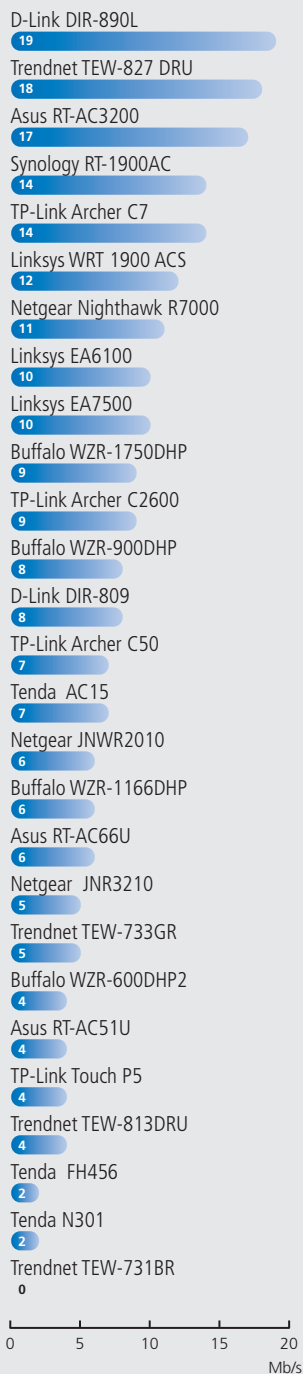 D-Link DIR-890L
19
Trendnet TEW-827 DRU
18
Asus RT-AC3200
17
Synology RT-1900AC
14
TP-Link Archer C7
14
Linksys WRT 1900 ACS
12
Netgear Nighthawk R7000
11
Linksys EA6100
10
Linksys EA7500
10
Buffalo WZR-1750DHP
9
TP-Link Archer C2600
9
Buffalo WZR-900DHP
8
D-Link DIR-809
8
TP-Link Archer C50
7
Tenda  AC15
7
Netgear JNWR2010
6
Buffalo WZR-1166DHP
6
Asus RT-AC66U
6
Netgear  JNR3210
5
Trendnet TEW-733GR
5
Buffalo WZR-600DHP2
4
Asus RT-AC51U
4
TP-Link Touch P5
4
Trendnet TEW-813DRU
4
Tenda  FH456
2
Tenda N301
2
Trendnet TEW-731BR
0
0 5 10 15 20
Mb/s